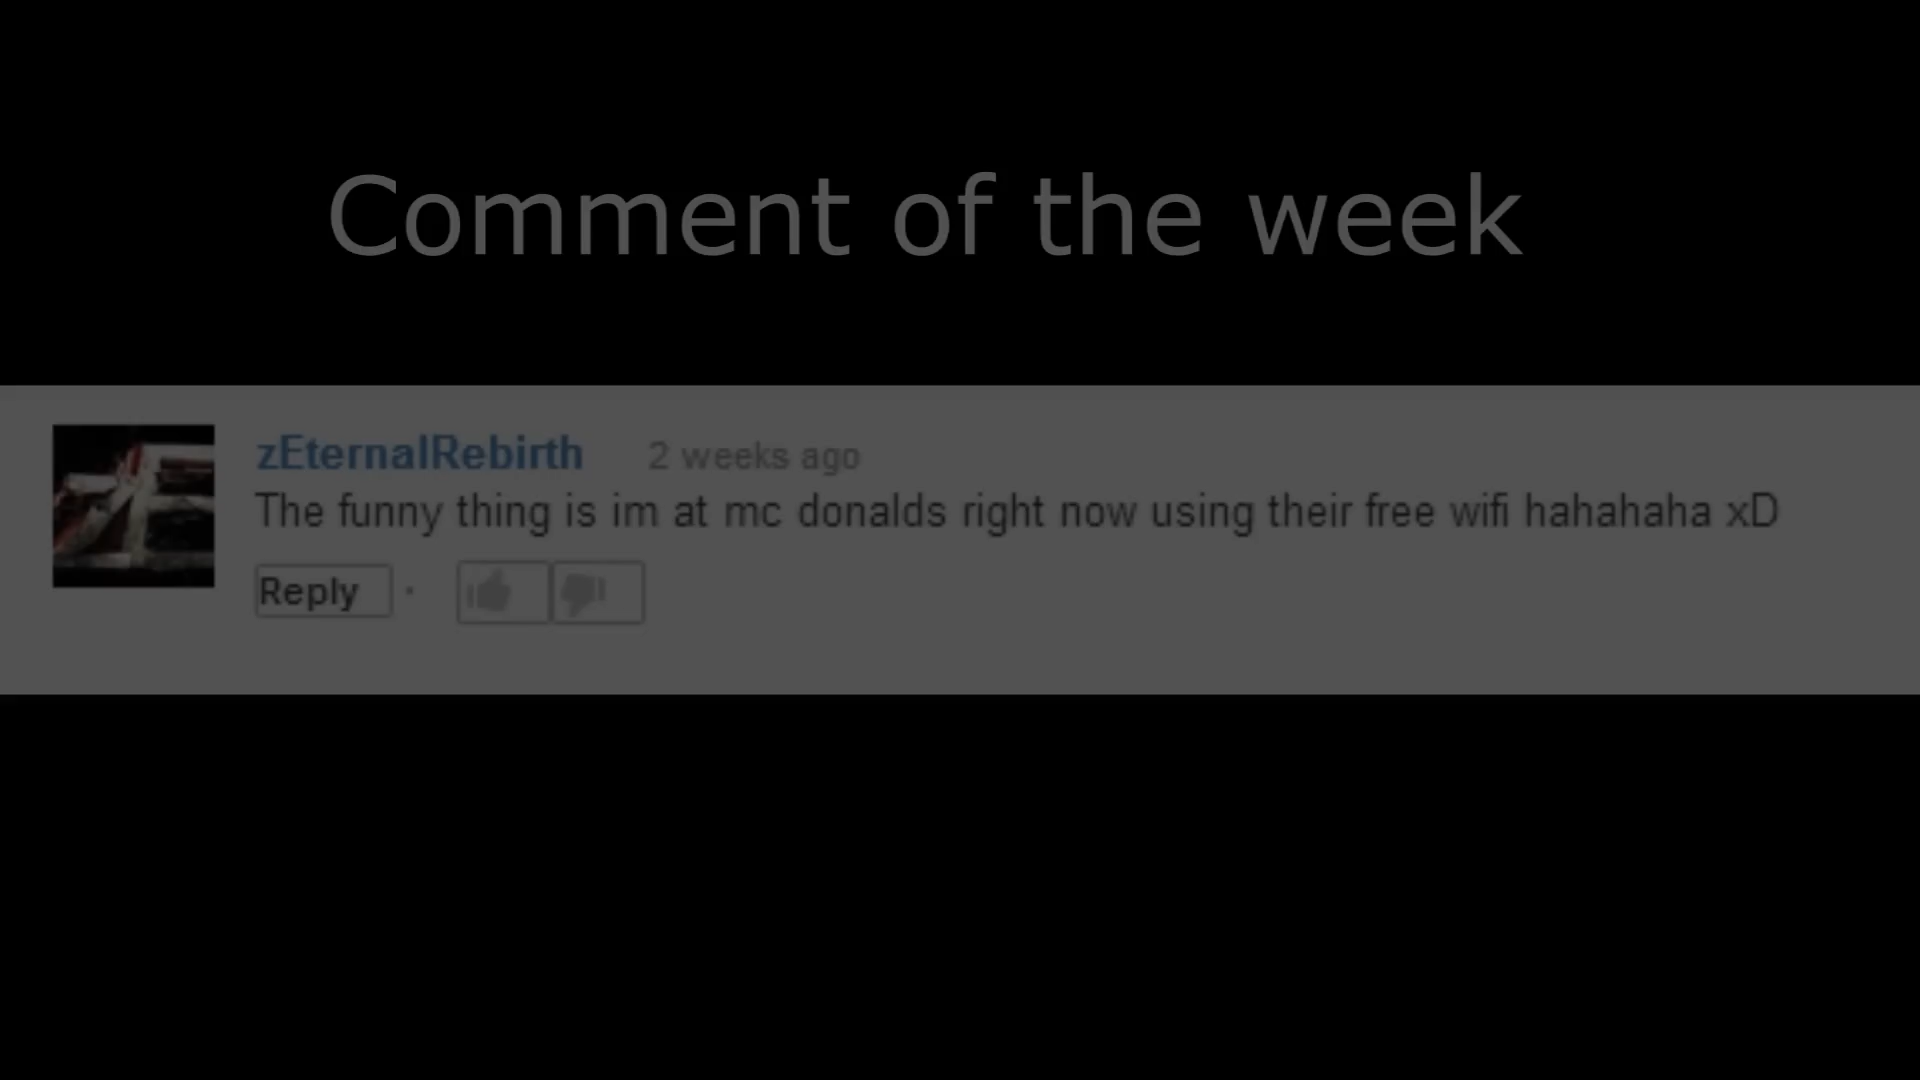 Comment of the week
zEternalRebirth 2 weeks ago
The funny thing is im at mc donalds right now using their free wifi hahahaha xD
Reply ·